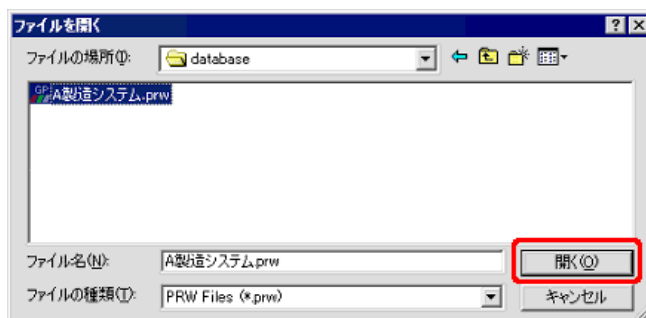 ファイルを開く
ファイルの場所(I): database
GP A製造システム.prw
ファイル名(N): A製造システム.prw 開く(O)
ファイルの種類(T): PRW Files (*.prw) キャンセル